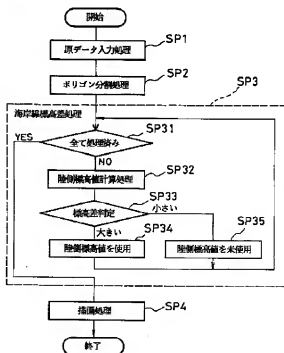 開始
SP1
原データ入力処理
SP2
ポリゴン分割処理
SP3
海岸線標高差処理
SP31
YES
全て処理済み
NO
SP32
陸側標高値計算処理
SP33
標高差判定
小さい
大きい
SP34
SP35
陸側標高値を使用
陸側標高値を未使用
SP4
描画処理
終了